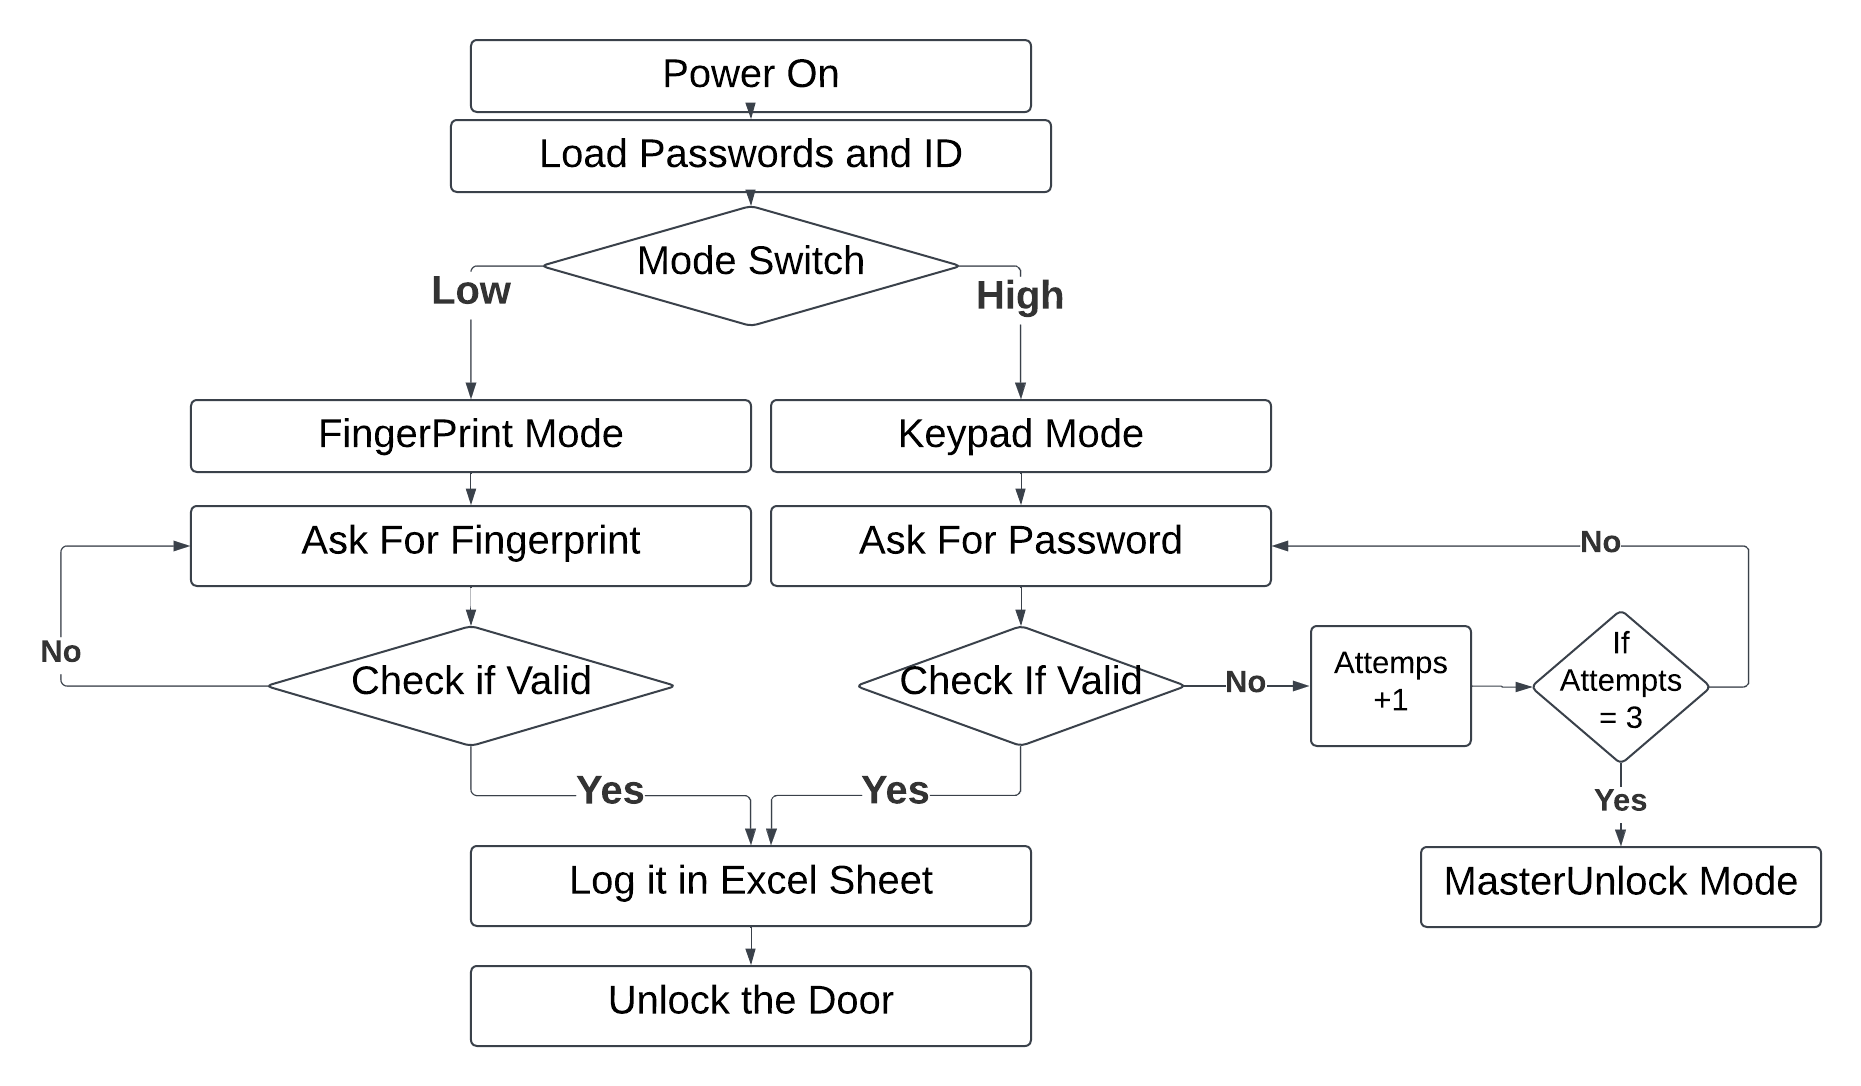 Power On
Load Passwords and ID
Mode Switch
Low
High
FingerPrint Mode
Keypad Mode
Ask For Fingerprint
Ask For Password
No
No
Check if Valid
Check If Valid
No
Attemps
+1
If
Attempts
= 3
Yes
Yes
Yes
Log it in Excel Sheet
MasterUnlock Mode
Unlock the Door